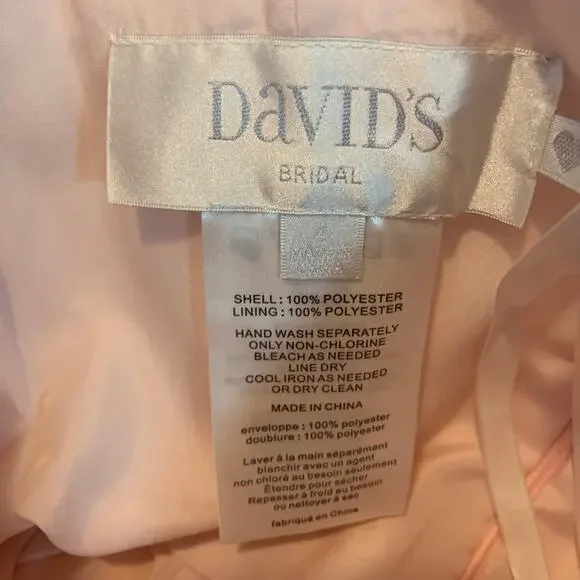 DaVID'S
BRIDAL
4
MADE IN
CHINA
SHELL : 100% POLYESTER
LINING : 100% POLYESTER
HAND WASH SEPARATELY
ONLY NON-CHLORINE
BLEACH AS NEEDED
LINE DRY
COOL IRON AS NEEDED
OR DRY CLEAN
MADE IN CHINA
enveloppe : 100% polyester
doublure : 100% polyester
Laver à la main séparément
blanchir avec un agent
non chloré au besoin seulement
Étendre pour sécher
Repasser à froid au besoin
ou nettoyer à sec
fabriqué en Chine